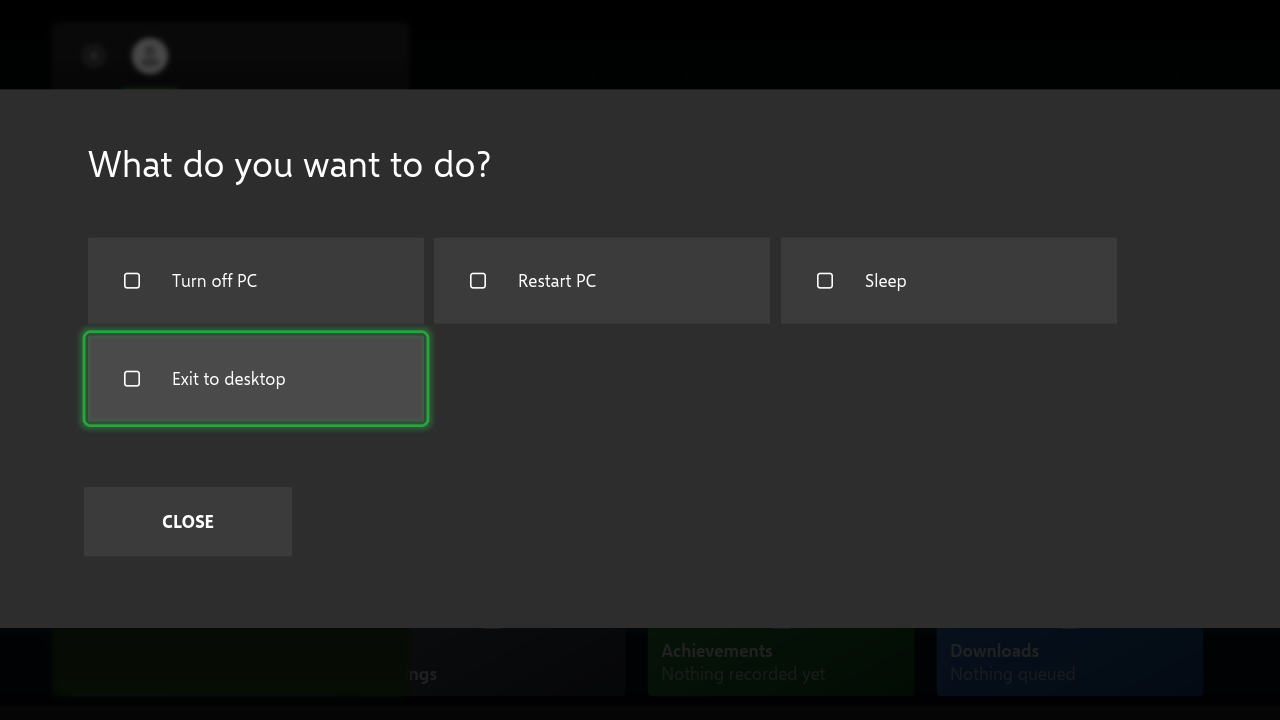 What do you want to do?
Turn off PC
Restart PC
Sleep
Exit to desktop
CLOSE
ngs
Achievements
Nothing recorded yet
Downloads
Nothing queued